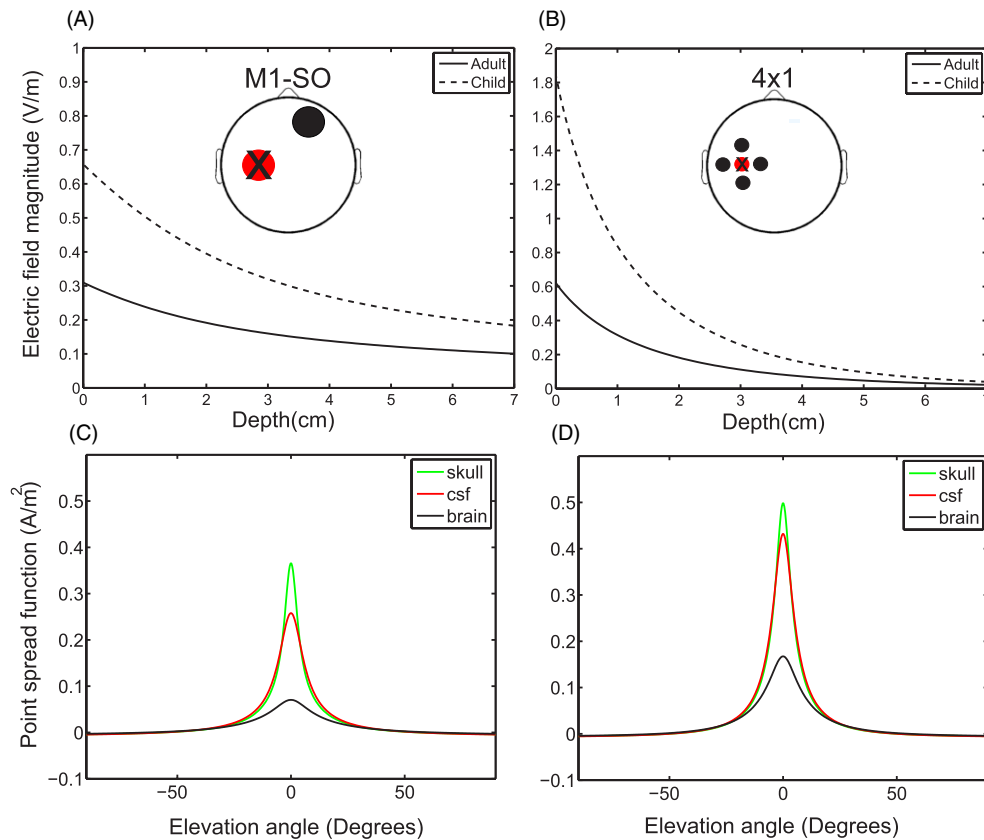 (A)
M1-SO
Adult
Child
X
Electric field magnitude (V/m)
1
0.9
0.8
0.7
0.6
0.5
0.4
0.3
0.2
0.1
0
0 1 2 3 4 5 6 7
Depth(cm)
(B)
4x1
Adult
Child
X
2
1.8
1.6
1.4
1.2
1
0.8
0.6
0.4
0.2
0
0 1 2 3 4 5 6 7
Depth(cm)
(C)
skull
csf
brain
Point spread function (A/m²)
0.5
0.4
0.3
0.2
0.1
0
−0.1
−50 0 50
Elevation angle (Degrees)
(D)
skull
csf
brain
0.5
0.4
0.3
0.2
0.1
0
−0.1
−50 0 50
Elevation angle (Degrees)